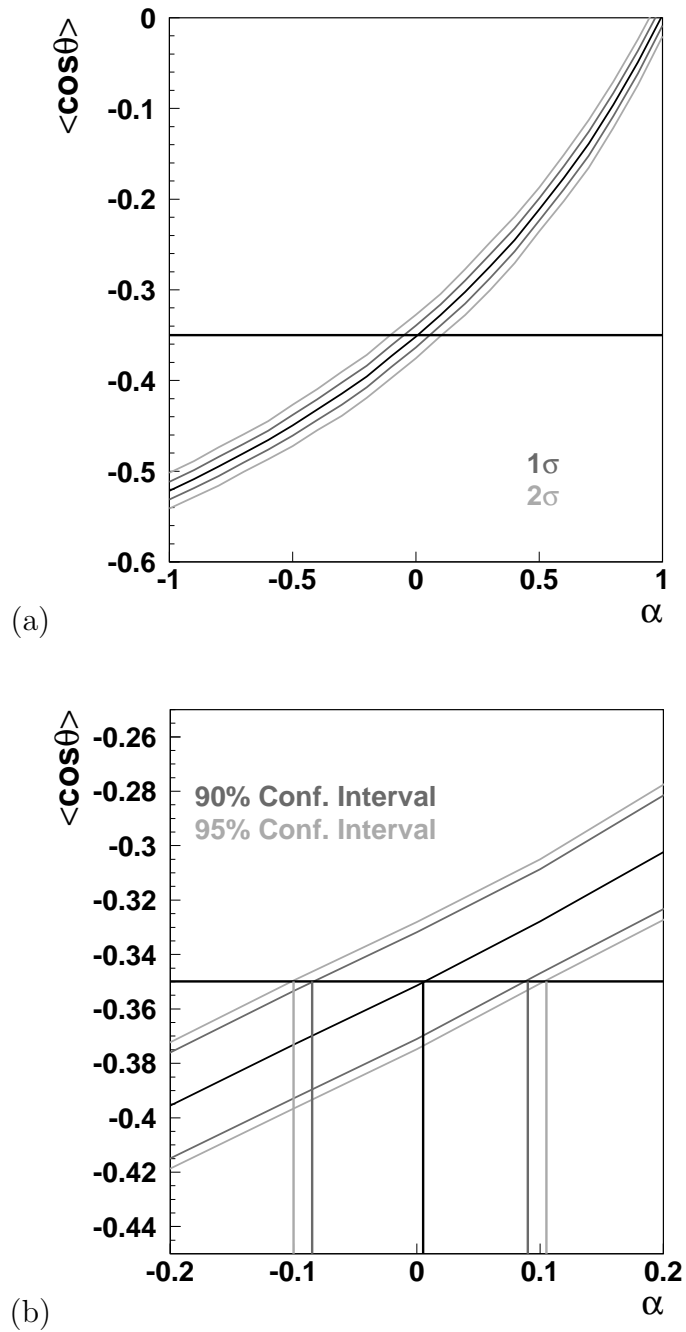 <cosθ>
0
-0.1
-0.2
-0.3
-0.4
-0.5
-0.6
1σ
2σ
-1 -0.5 0 0.5 1
α
(a)
<cosθ>
-0.26
-0.28
-0.3
-0.32
-0.34
-0.36
-0.38
-0.4
-0.42
-0.44
90% Conf. Interval
95% Conf. Interval
-0.2 -0.1 0 0.1 0.2
α
(b)